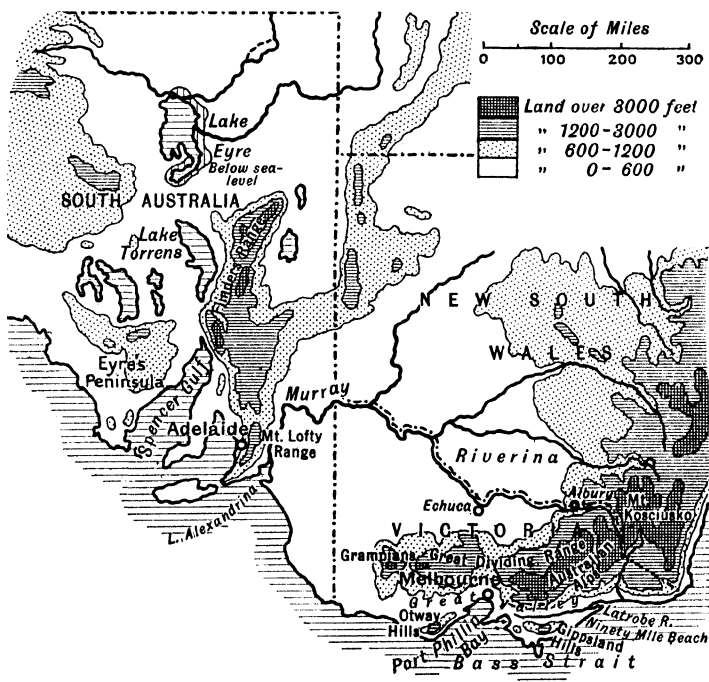 Scale of Miles
0 100 200 300
Land over 3000 feet
" 1200-3000 "
" 600-1200 "
" 0-600 "
Lake
Eyre
Below sea-
level
SOUTH AUSTRALIA
Lake
Torrens
Flinders Range
NEW SOUTH
WALES
Eyre's
Peninsula
Spencer Gulf
Murray
Adelaide
Mt. Lofty
Range
Riverina
L. Alexandrina
Echuca
Albury
Mt.
Kosciusko
VICTORIA
Grampians
Great Dividing Range
Australian
Alps
Melbourne
Great Valley
Otway
Hills
Port Phillip
Bay
Latrobe R.
Ninety Mile Beach
Gippsland
Hills
Bass Strait